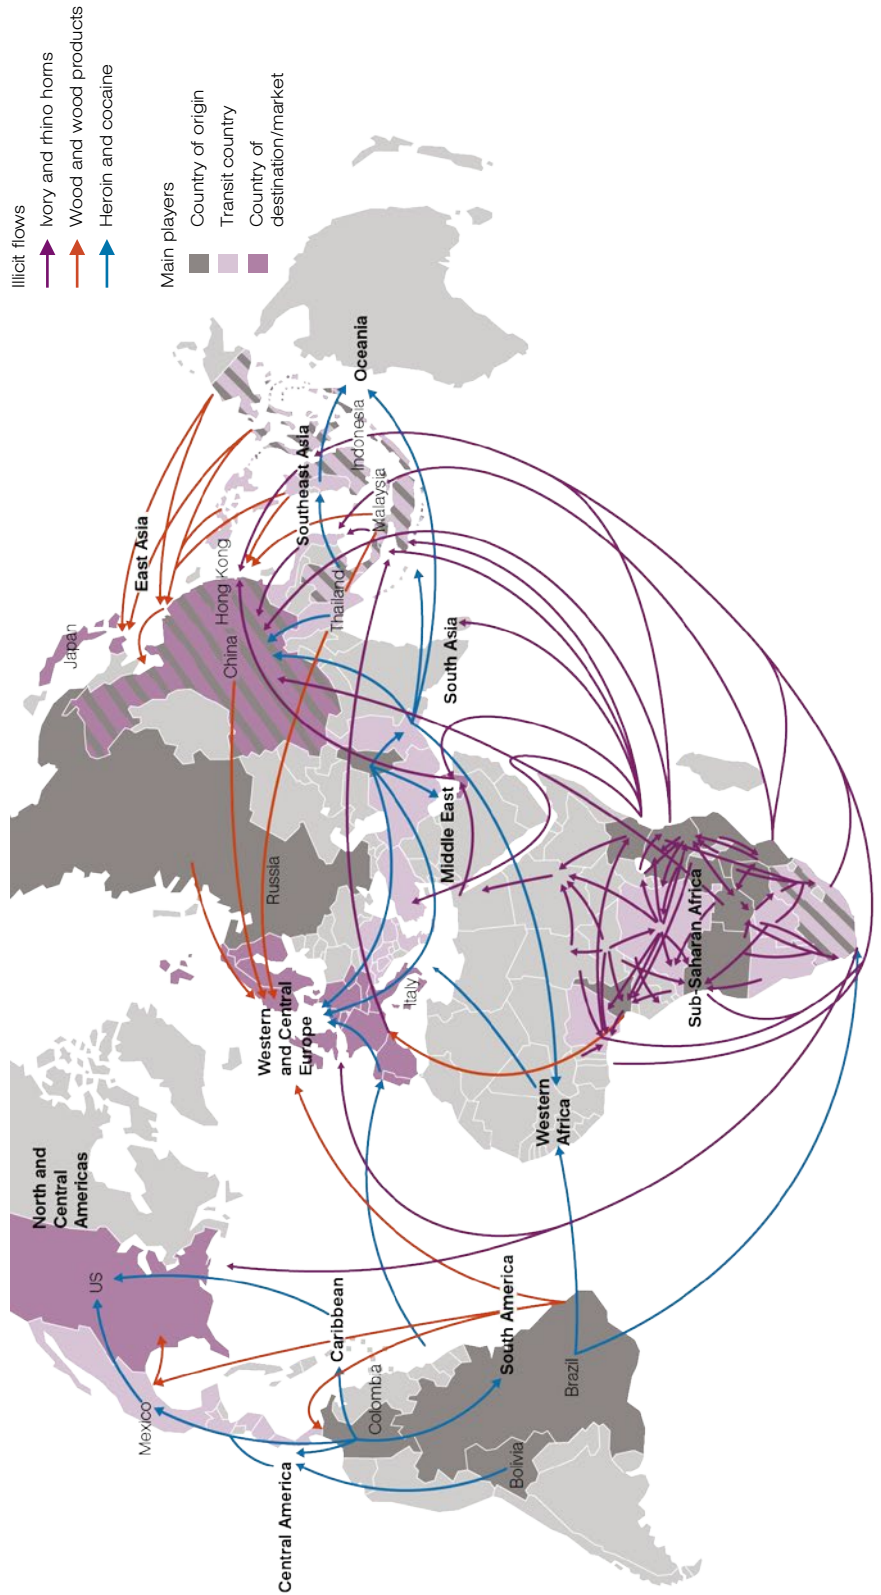 Illicit flows
Ivory and rhino horns
Wood and wood products
Heroin and cocaine
Main players
Country of origin
Transit country
Country of
destination/market
North and
Central
Americas
US
Mexico
Caribbean
Central America
Colombia
South America
Bolivia
Brazil
Western
and Central
Europe
Italy
Russia
Western
Africa
Sub-Saharan Africa
Middle East
South Asia
Japan
East Asia
China
Hong Kong
Thailand
Southeast Asia
Malaysia
Indonesia
Oceania